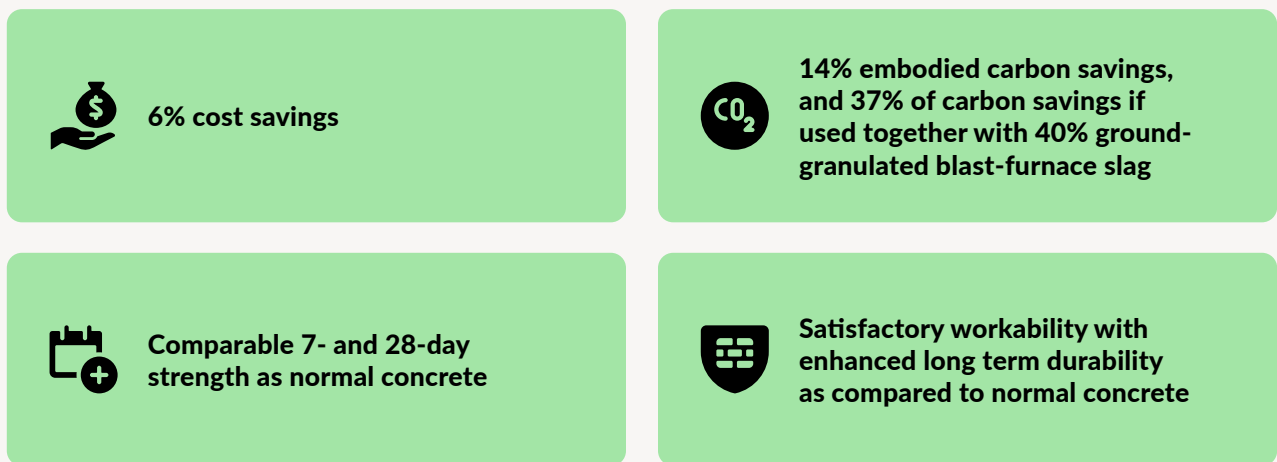 6% cost savings
14% embodied carbon savings,
and 37% of carbon savings if
used together with 40% ground-
granulated blast-furnace slag
CO2
Comparable 7- and 28-day
strength as normal concrete
Satisfactory workability with
enhanced long term durability
as compared to normal concrete